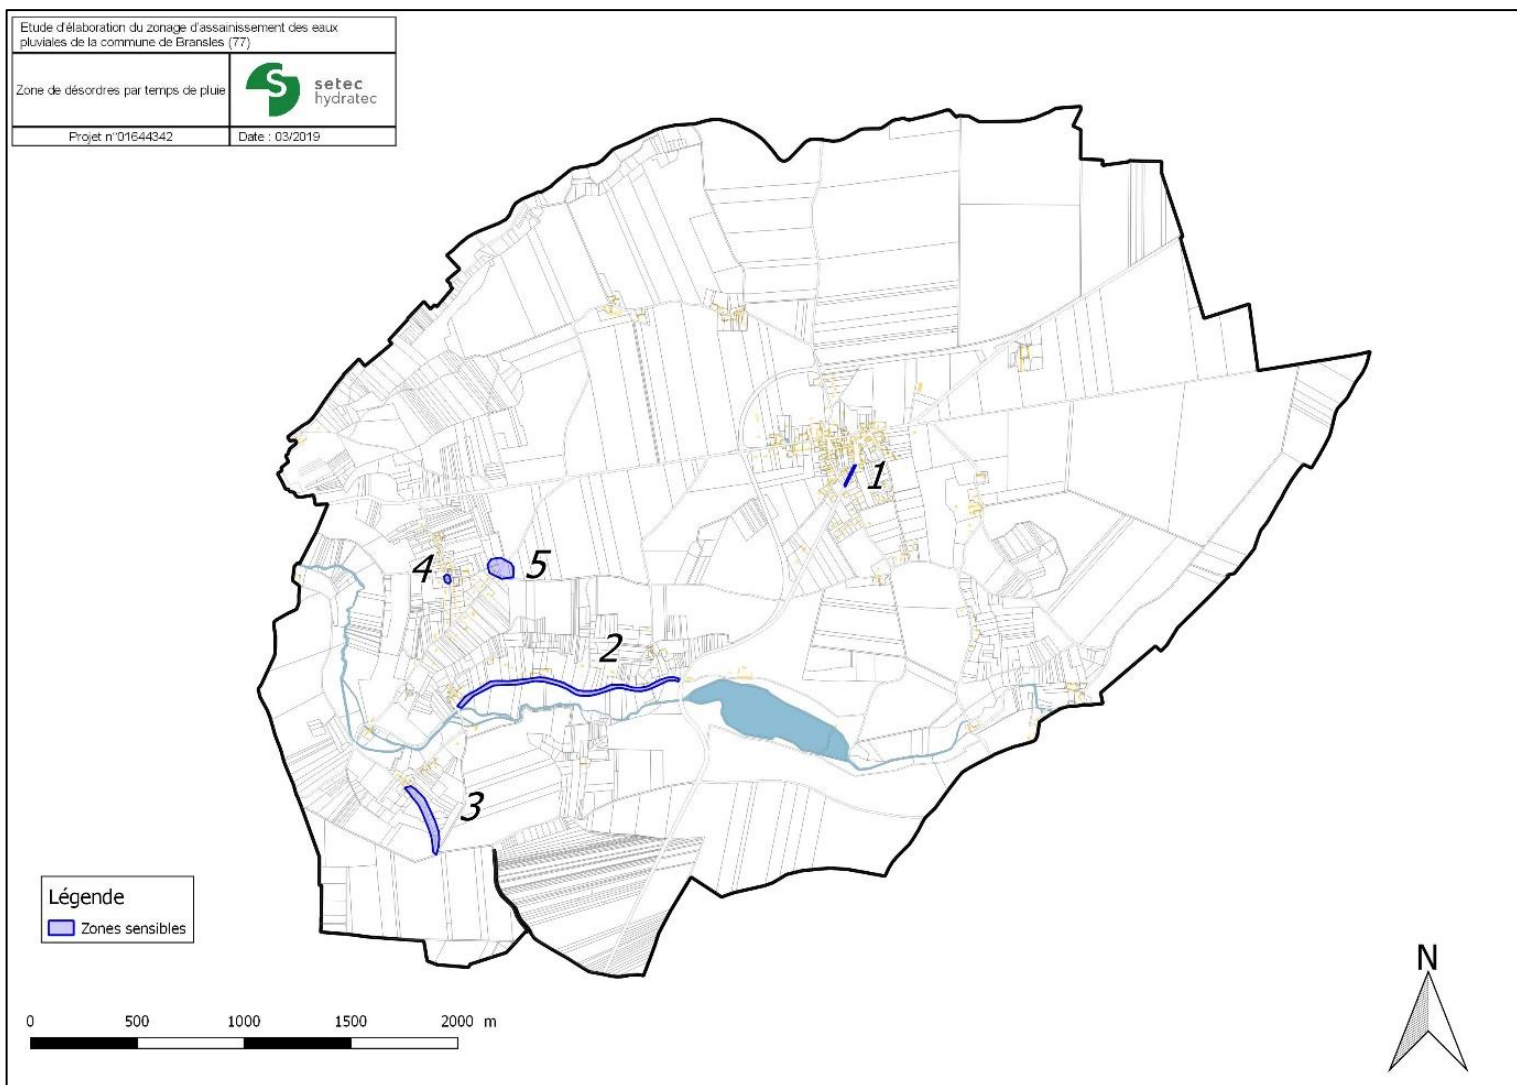 Etude d'élaboration du zonage d'assainissement des eaux
pluviales de la commune de Bransles (77)
Zone de désordres par temps de pluie
S
setec
hydratec
Projet n°01644342
Date : 03/2019
1
4
5
2
3
Légende
Zones sensibles
0 500 1000 1500 2000 m
N